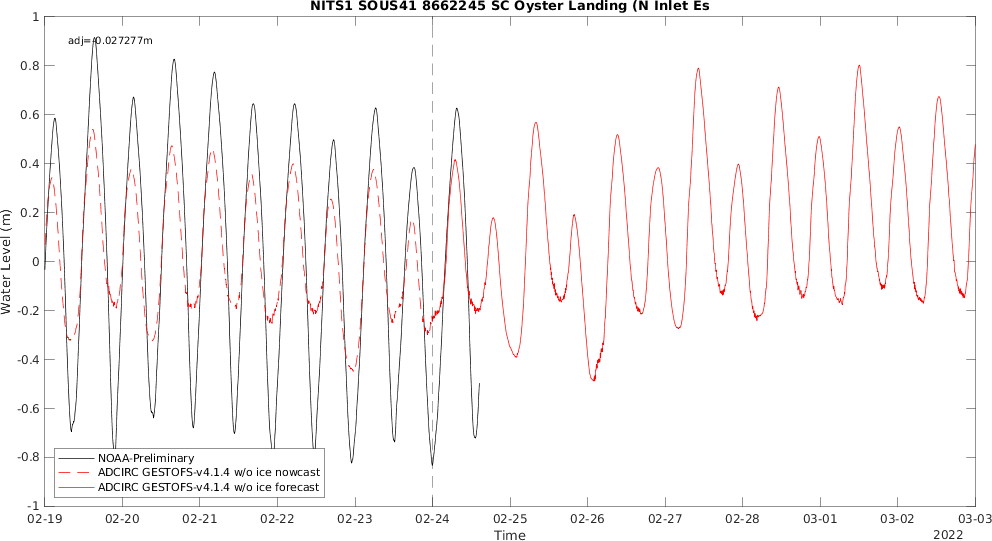 NITS1 SOUS41 8662245 SC Oyster Landing (N Inlet Es
adj=-0.027277m
1
0.8
0.6
0.4
0.2
0
-0.2
-0.4
-0.6
-0.8
-1
Water Level (m)
NOAA-Preliminary
ADCIRC GESTOFS-v4.1.4 w/o ice nowcast
ADCIRC GESTOFS-v4.1.4 w/o ice forecast
02-19 02-20 02-21 02-22 02-23 02-24 02-25 02-26 02-27 02-28 03-01 03-02 03-03
Time
2022